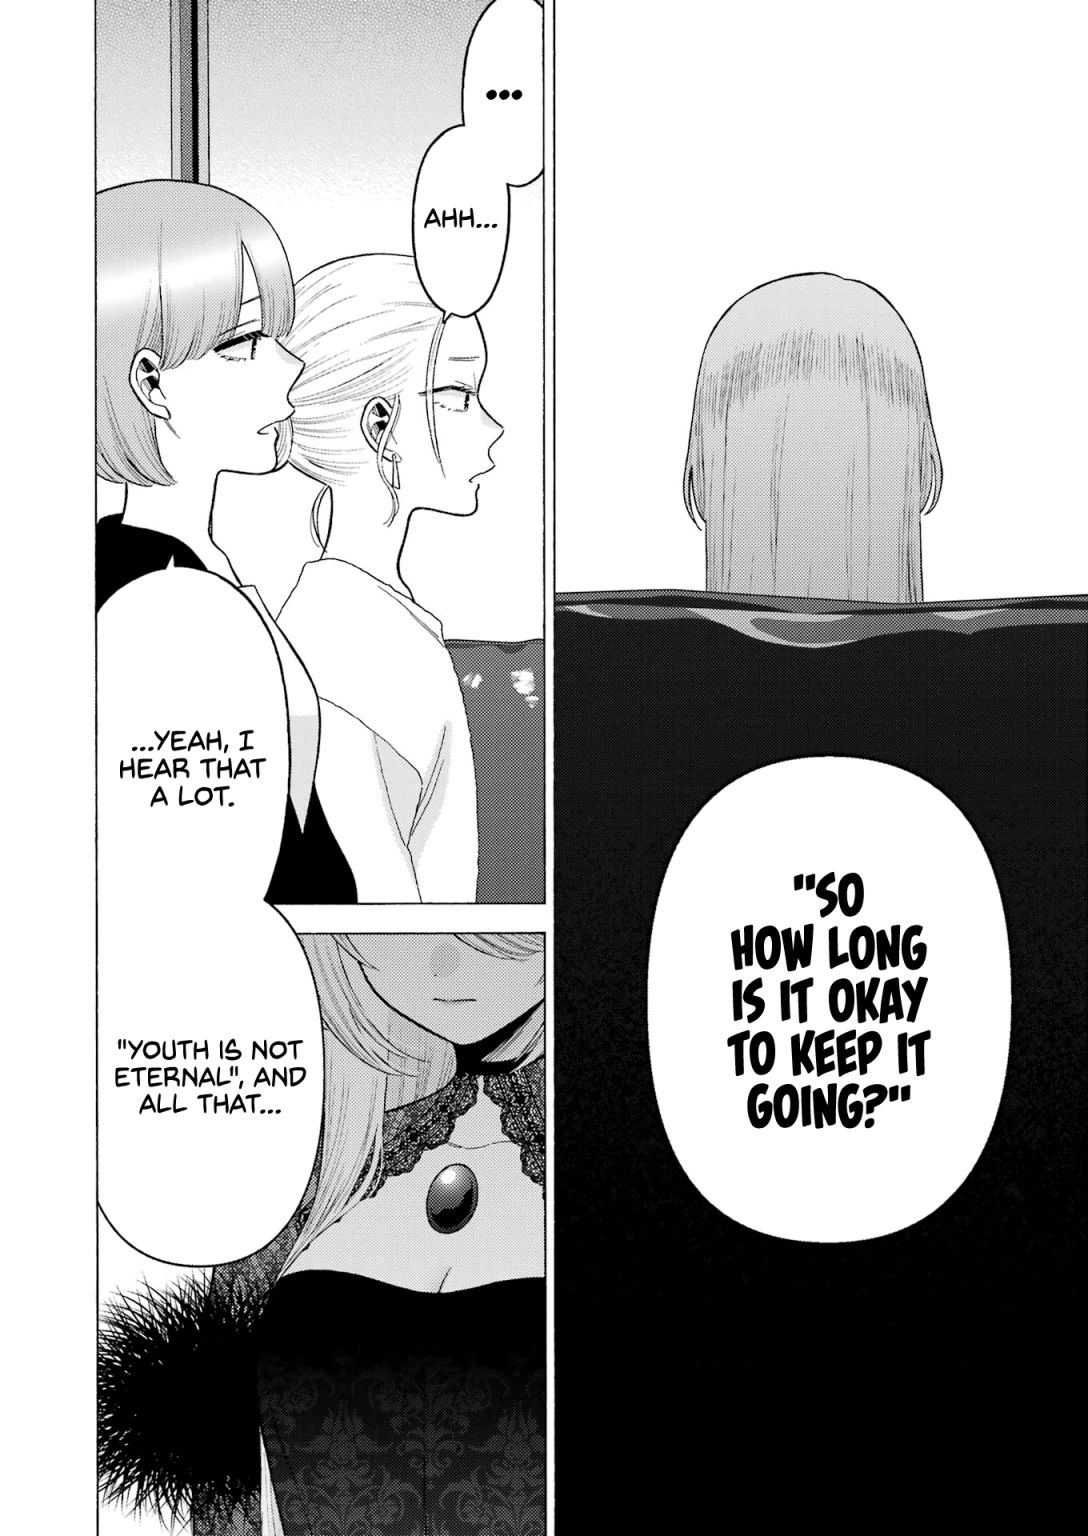 "SO
HOW LONG
IS IT OKAY
TO KEEP IT
GOING?"
...
AHH...
...YEAH, I
HEAR THAT
A LOT.
"YOUTH IS NOT
ETERNAL", AND
ALL THAT...